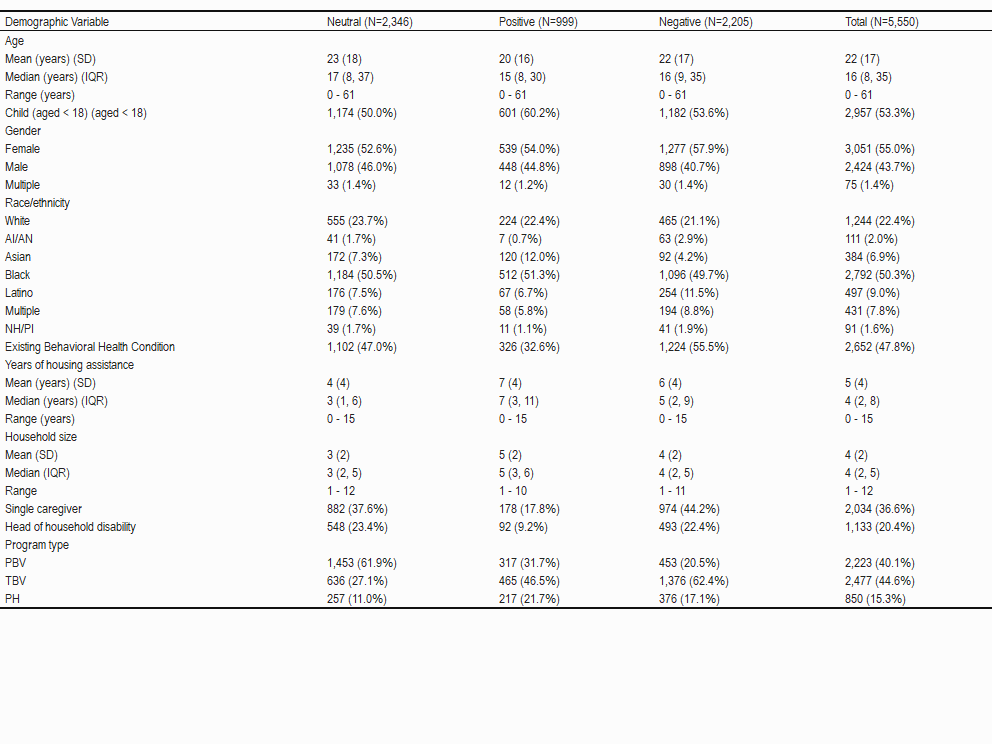 Demographic Variable Neutral (N=2,346) Positive (N=999) Negative (N=2,205) Total (N=5,550)
Age
Mean (years) (SD) 23 (18) 20 (16) 22 (17) 22 (17)
Median (years) (IQR) 17 (8, 37) 15 (8, 30) 16 (9, 35) 16 (8, 35)
Range (years) 0 - 61 0 - 61 0 - 61 0 - 61
Child (aged < 18) (aged < 18) 1,174 (50.0%) 601 (60.2%) 1,182 (53.6%) 2,957 (53.3%)
Gender
Female 1,235 (52.6%) 539 (54.0%) 1,277 (57.9%) 3,051 (55.0%)
Male 1,078 (46.0%) 448 (44.8%) 898 (40.7%) 2,424 (43.7%)
Multiple 33 (1.4%) 12 (1.2%) 30 (1.4%) 75 (1.4%)
Race/ethnicity
White 555 (23.7%) 224 (22.4%) 465 (21.1%) 1,244 (22.4%)
AI/AN 41 (1.7%) 7 (0.7%) 63 (2.9%) 111 (2.0%)
Asian 172 (7.3%) 120 (12.0%) 92 (4.2%) 384 (6.9%)
Black 1,184 (50.5%) 512 (51.3%) 1,096 (49.7%) 2,792 (50.3%)
Latino 176 (7.5%) 67 (6.7%) 254 (11.5%) 497 (9.0%)
Multiple 179 (7.6%) 58 (5.8%) 194 (8.8%) 431 (7.8%)
NH/PI 39 (1.7%) 11 (1.1%) 41 (1.9%) 91 (1.6%)
Existing Behavioral Health Condition 1,102 (47.0%) 326 (32.6%) 1,224 (55.5%) 2,652 (47.8%)
Years of housing assistance
Mean (years) (SD) 4 (4) 7 (4) 6 (4) 5 (4)
Median (years) (IQR) 3 (1, 6) 7 (3, 11) 5 (2, 9) 4 (2, 8)
Range (years) 0 - 15 0 - 15 0 - 15 0 - 15
Household size
Mean (SD) 3 (2) 5 (2) 4 (2) 4 (2)
Median (IQR) 3 (2, 5) 5 (3, 6) 4 (2, 5) 4 (2, 5)
Range 1 - 12 1 - 10 1 - 11 1 - 12
Single caregiver 882 (37.6%) 178 (17.8%) 974 (44.2%) 2,034 (36.6%)
Head of household disability 548 (23.4%) 92 (9.2%) 493 (22.4%) 1,133 (20.4%)
Program type
PBV 1,453 (61.9%) 317 (31.7%) 453 (20.5%) 2,223 (40.1%)
TBV 636 (27.1%) 465 (46.5%) 1,376 (62.4%) 2,477 (44.6%)
PH 257 (11.0%) 217 (21.7%) 376 (17.1%) 850 (15.3%)